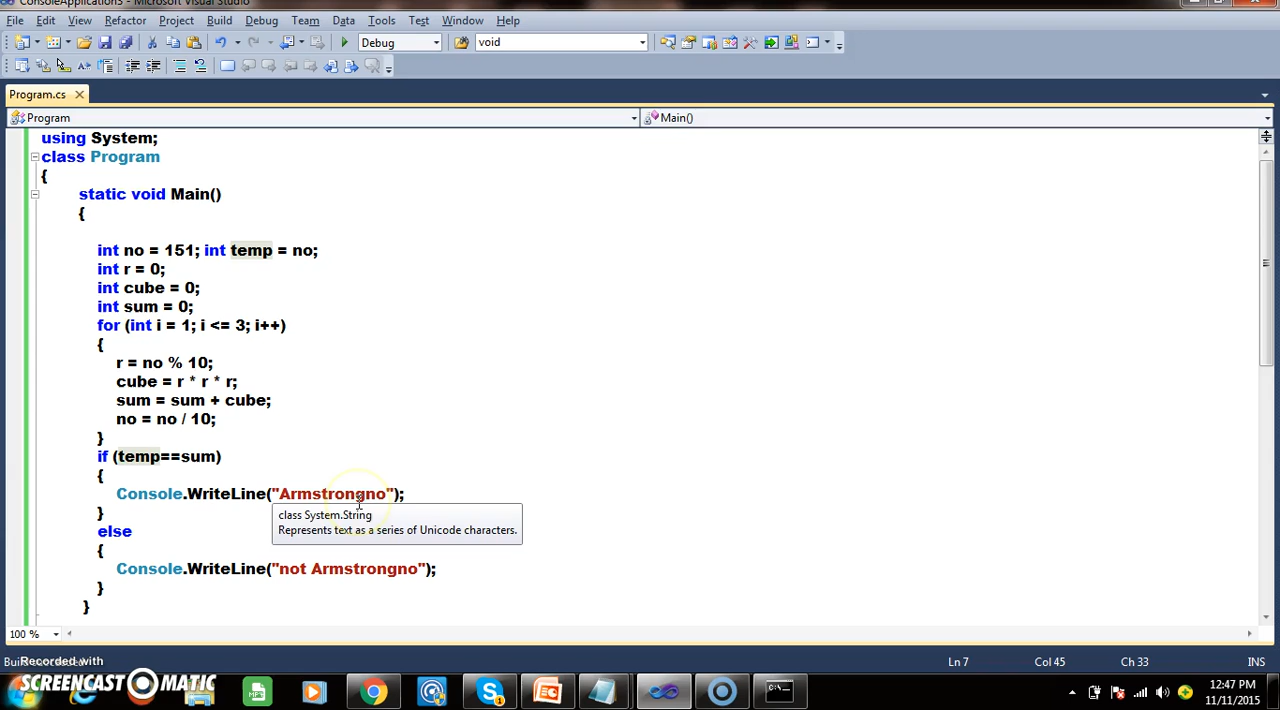 ConsoleApplication3 - Microsoft Visual Studio
File Edit View Refactor Project Build Debug Team Data Tools Test Window Help
Debug void
Program.cs
Program Main()
using System;
class Program
{
static void Main()
{
int no = 151; int temp = no;
int r = 0;
int cube = 0;
int sum = 0;
for (int i = 1; i <= 3; i++)
{
r = no % 10;
cube = r * r * r;
sum = sum + cube;
no = no / 10;
}
if (temp==sum)
{
Console.WriteLine("Armstrongno");
class System.String
Represents text as a series of Unicode characters.
}
else
{
Console.WriteLine("not Armstrongno");
}
}
100 %
Ln 7 Col 45 Ch 33 INS
Recorded with
SCREENCAST MATIC
MP3
C:\
12:47 PM
11/11/2015